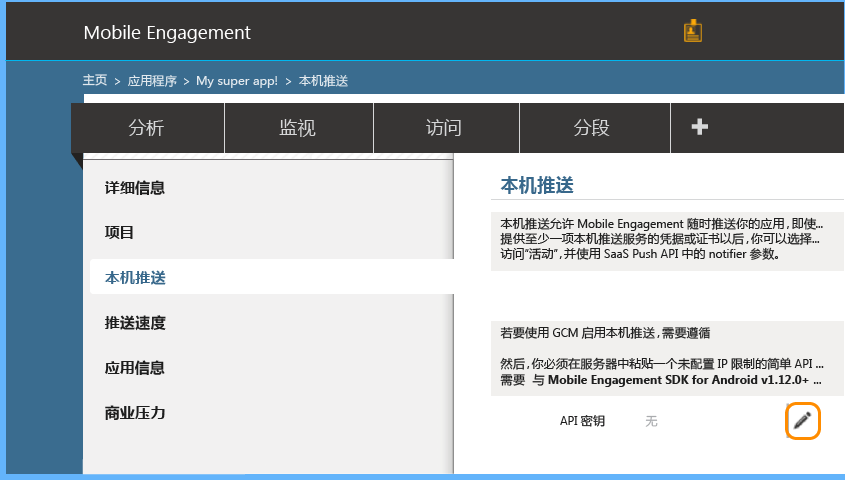 Mobile Engagement
主页 > 应用程序 > My super app! > 本机推送
分析 监视 访问 分段
详细信息
项目
本机推送
推送速度
应用信息
商业压力
本机推送
本机推送允许 Mobile Engagement 随时推送你的应用,即使...
提供至少一项本机推送服务的凭据或证书以后,你可以选择...
访问“活动”,并使用 SaaS Push API 中的 notifier 参数。
若要使用 GCM 启用本机推送,需要遵循
然后,你必须在服务器中粘贴一个未配置 IP 限制的简单 API ...
需要 与 Mobile Engagement SDK for Android v1.12.0+ ...
API 密钥 无